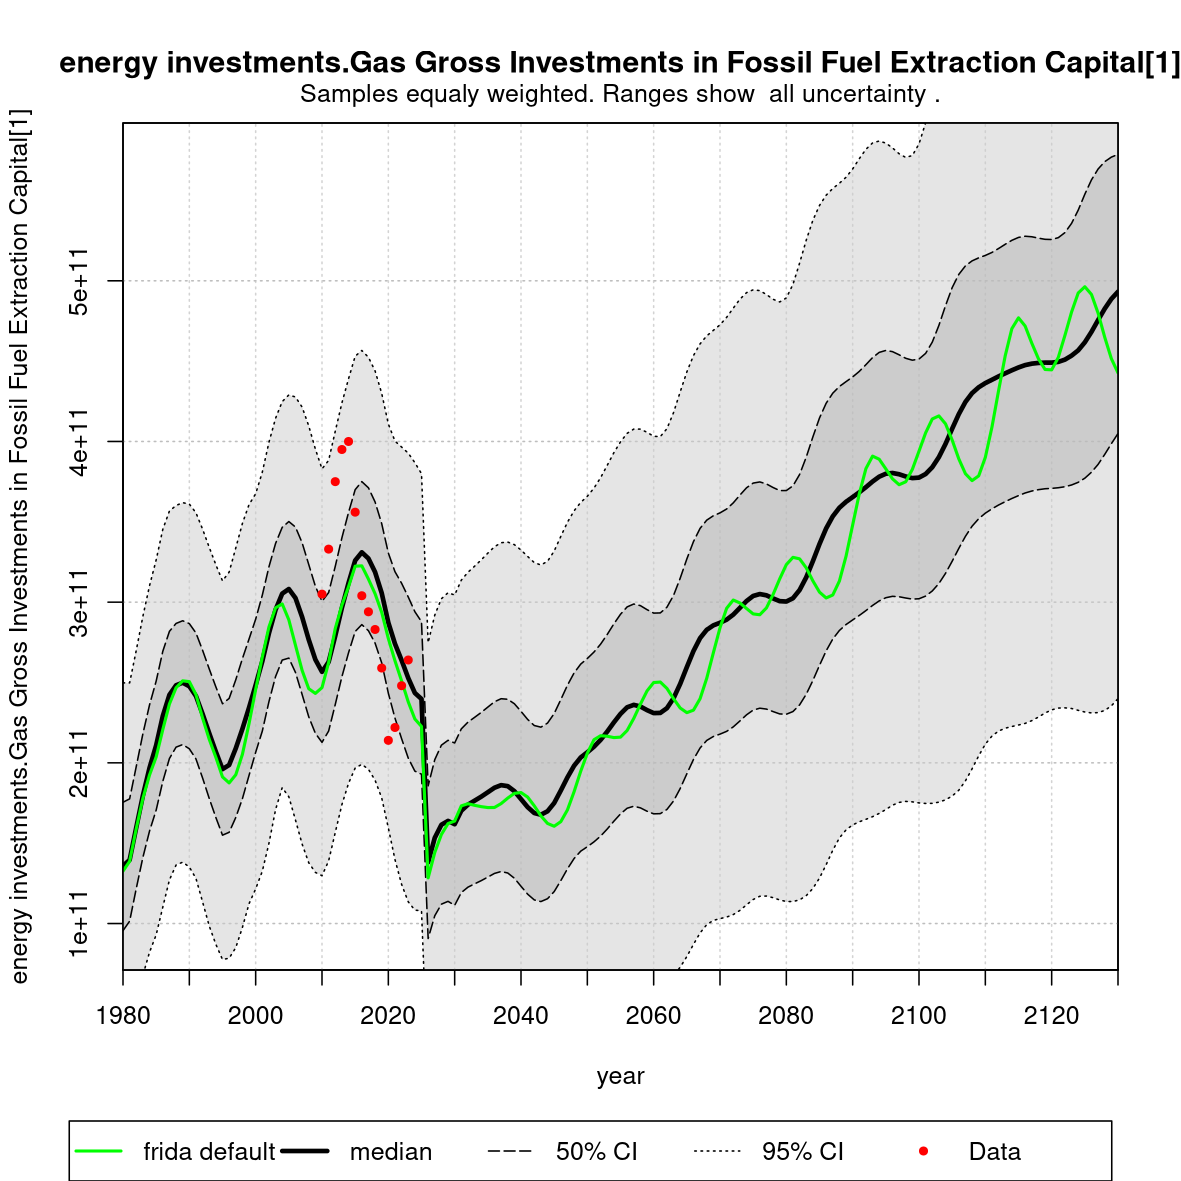 energy investments.Gas Gross Investments in Fossil Fuel Extraction Capital[1]
Samples equaly weighted. Ranges show  all uncertainty .
energy investments.Gas Gross Investments in Fossil Fuel Extraction Capital[1]
5e+11
4e+11
3e+11
2e+11
1e+11
1980 2000 2020 2040 2060 2080 2100 2120
year
frida default median 50% CI 95% CI Data